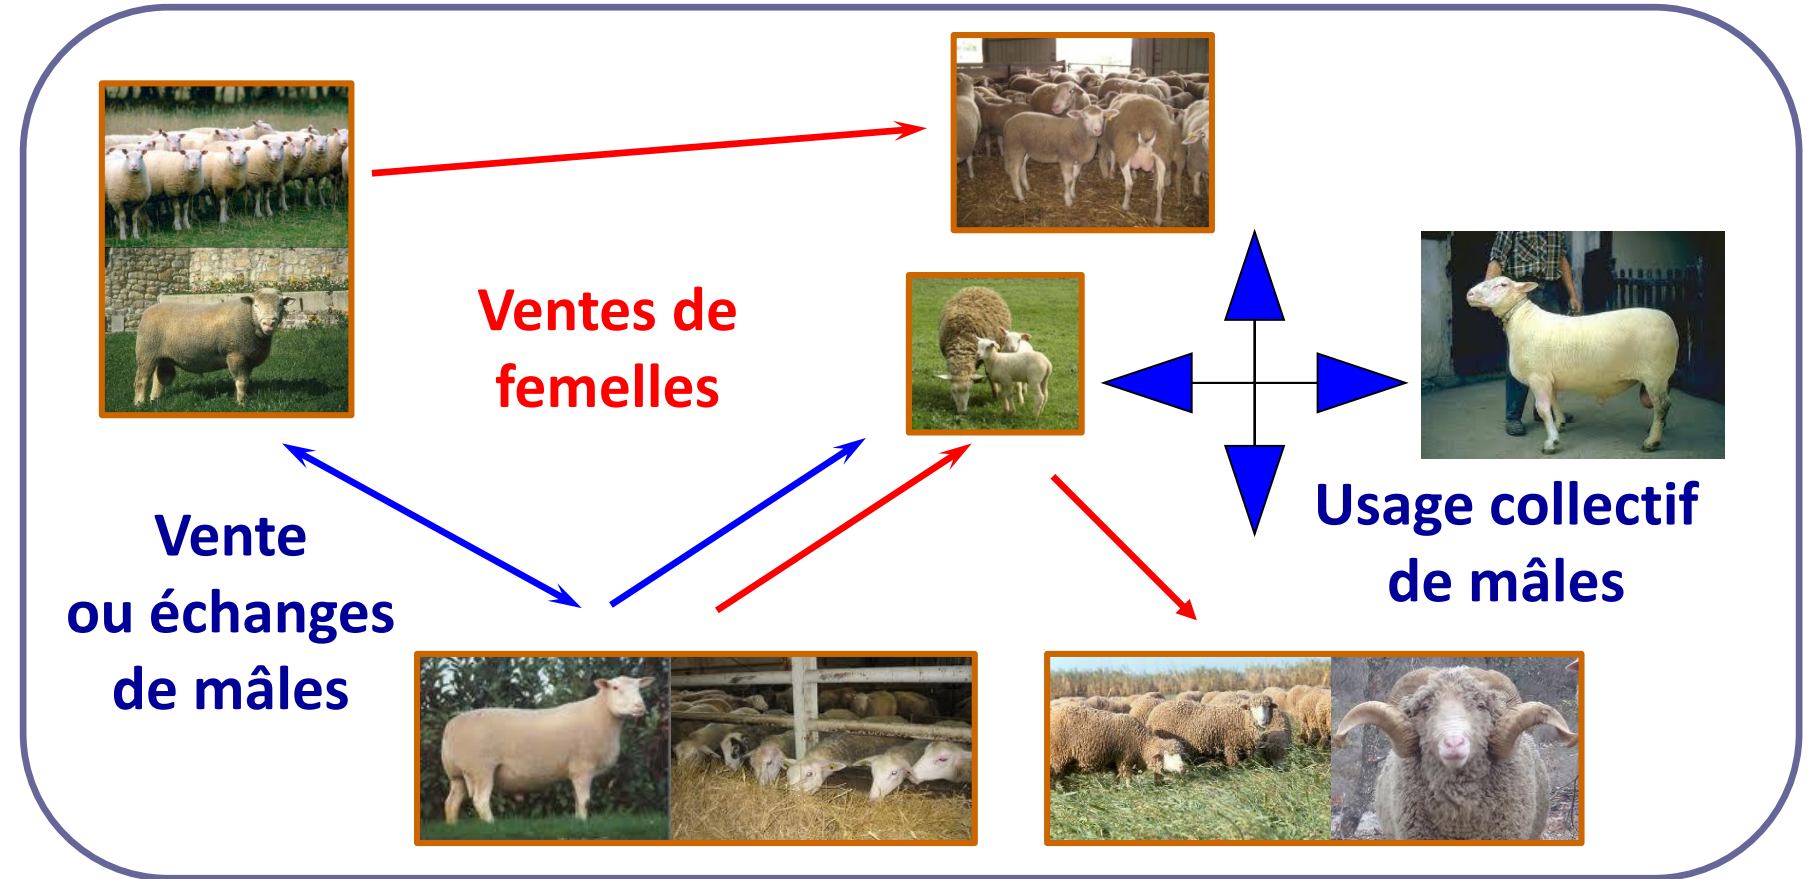 Ventes de
femelles
Vente
ou échanges
de mâles
Usage collectif
de mâles